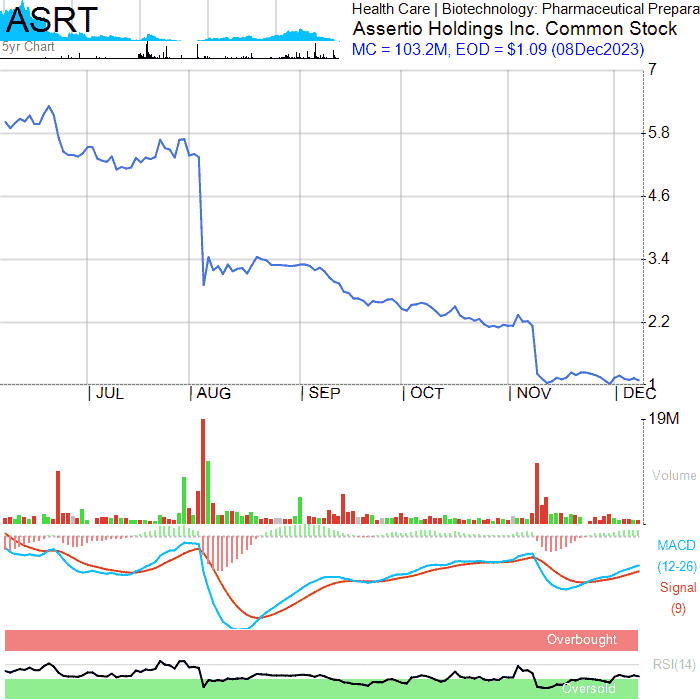 ASRT
Health Care | Biotechnology: Pharmaceutical Prepara
Assertio Holdings Inc. Common Stock
5yr Chart
MC = 103.2M, EOD = $1.09 (08Dec2023)
7
5.8
4.6
3.4
2.2
1
JUL
AUG
SEP
OCT
NOV
DEC
19M
Volume
MACD
(12-26)
Signal
(9)
Overbought
RSI(14)
Oversold